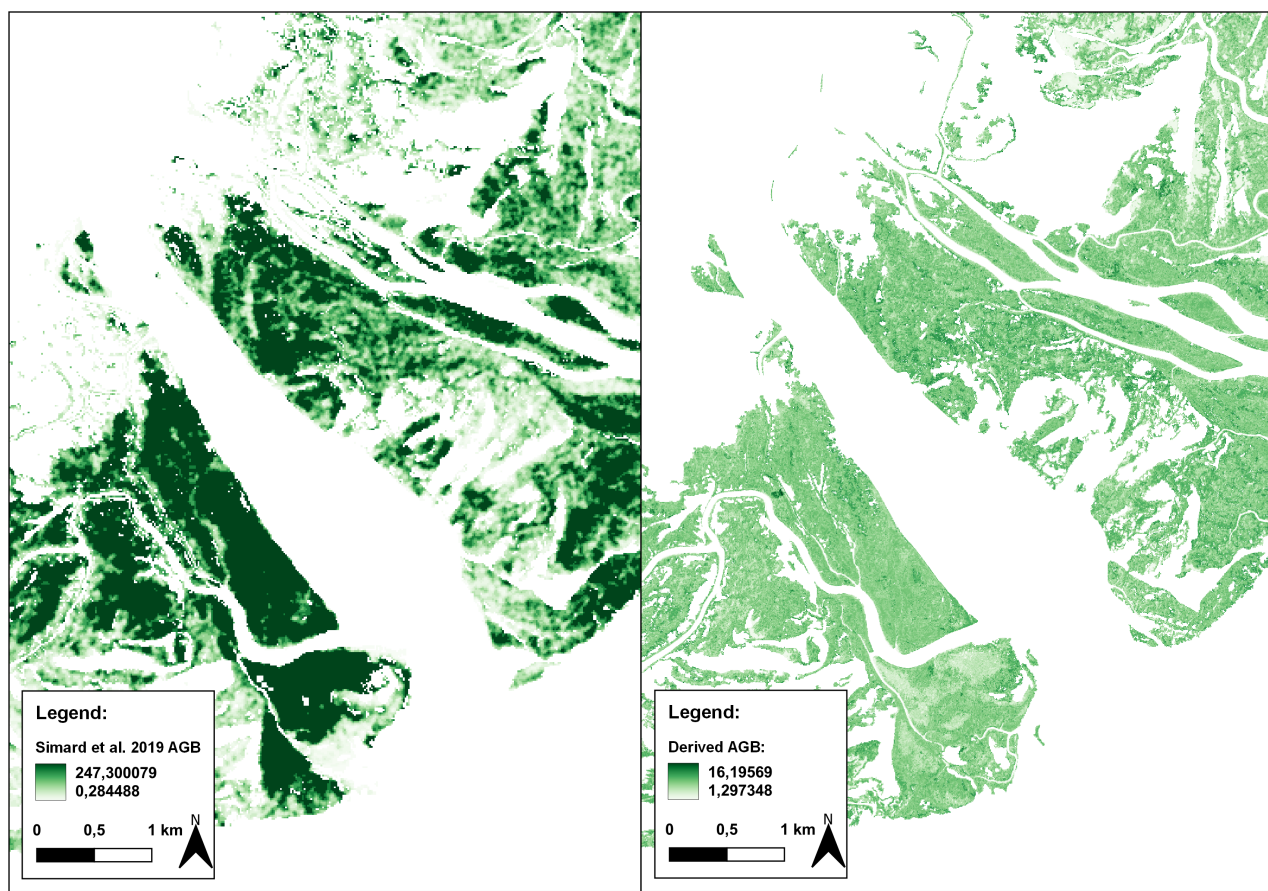 Legend:
Simard et al. 2019 AGB
247,300079
0,284488
0 0,5 1 km
N
Legend:
Derived AGB:
16,19569
1,297348
0 0,5 1 km
N